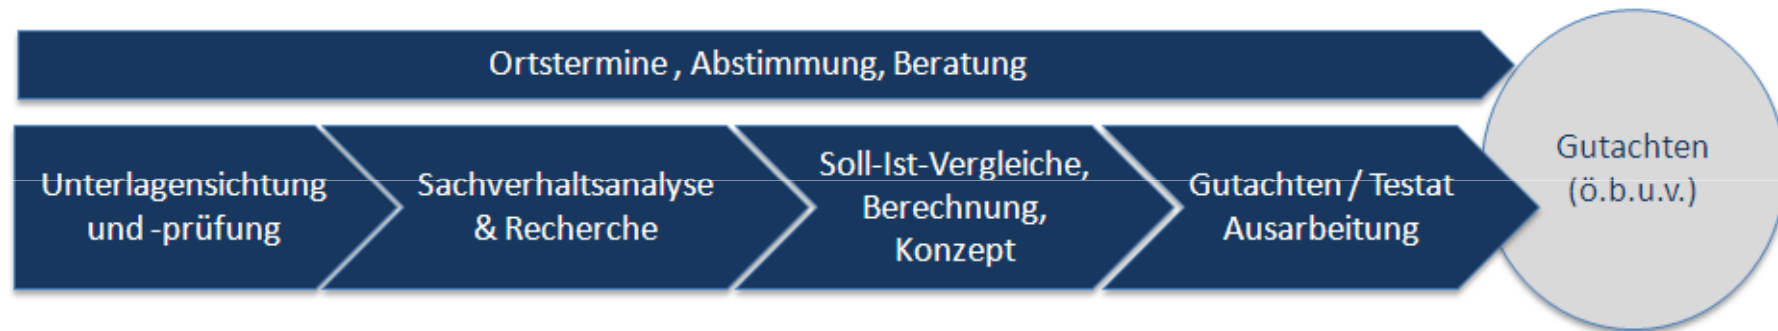 Ortstermine , Abstimmung, Beratung
Unterlagensichtung
und -prüfung
Sachverhaltsanalyse
& Recherche
Soll-Ist-Vergleiche,
Berechnung,
Konzept
Gutachten / Testat
Ausarbeitung
Gutachten
(ö.b.u.v.)